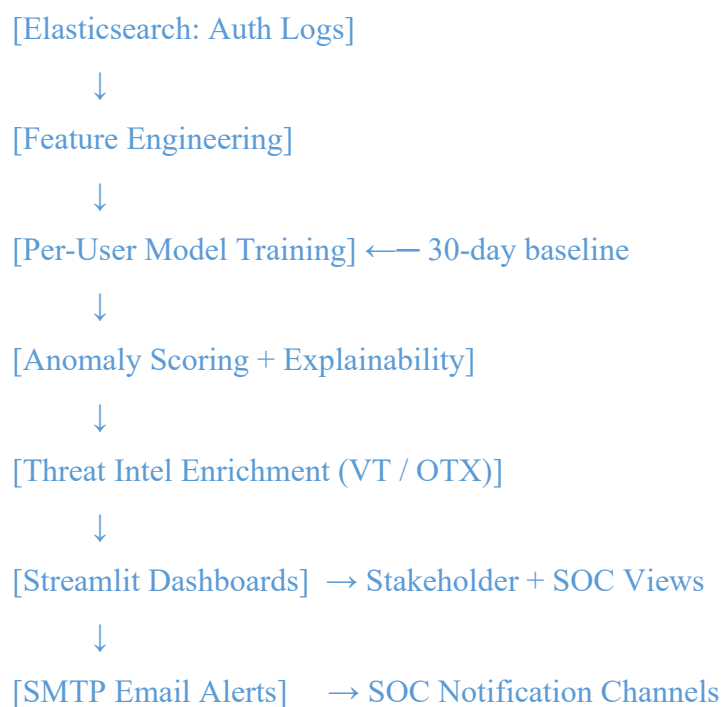 [Elasticsearch: Auth Logs]
↓
[Feature Engineering]
↓
[Per-User Model Training] ←─ 30-day baseline
↓
[Anomaly Scoring + Explainability]
↓
[Threat Intel Enrichment (VT / OTX)]
↓
[Streamlit Dashboards] → Stakeholder + SOC Views
↓
[SMTP Email Alerts] → SOC Notification Channels